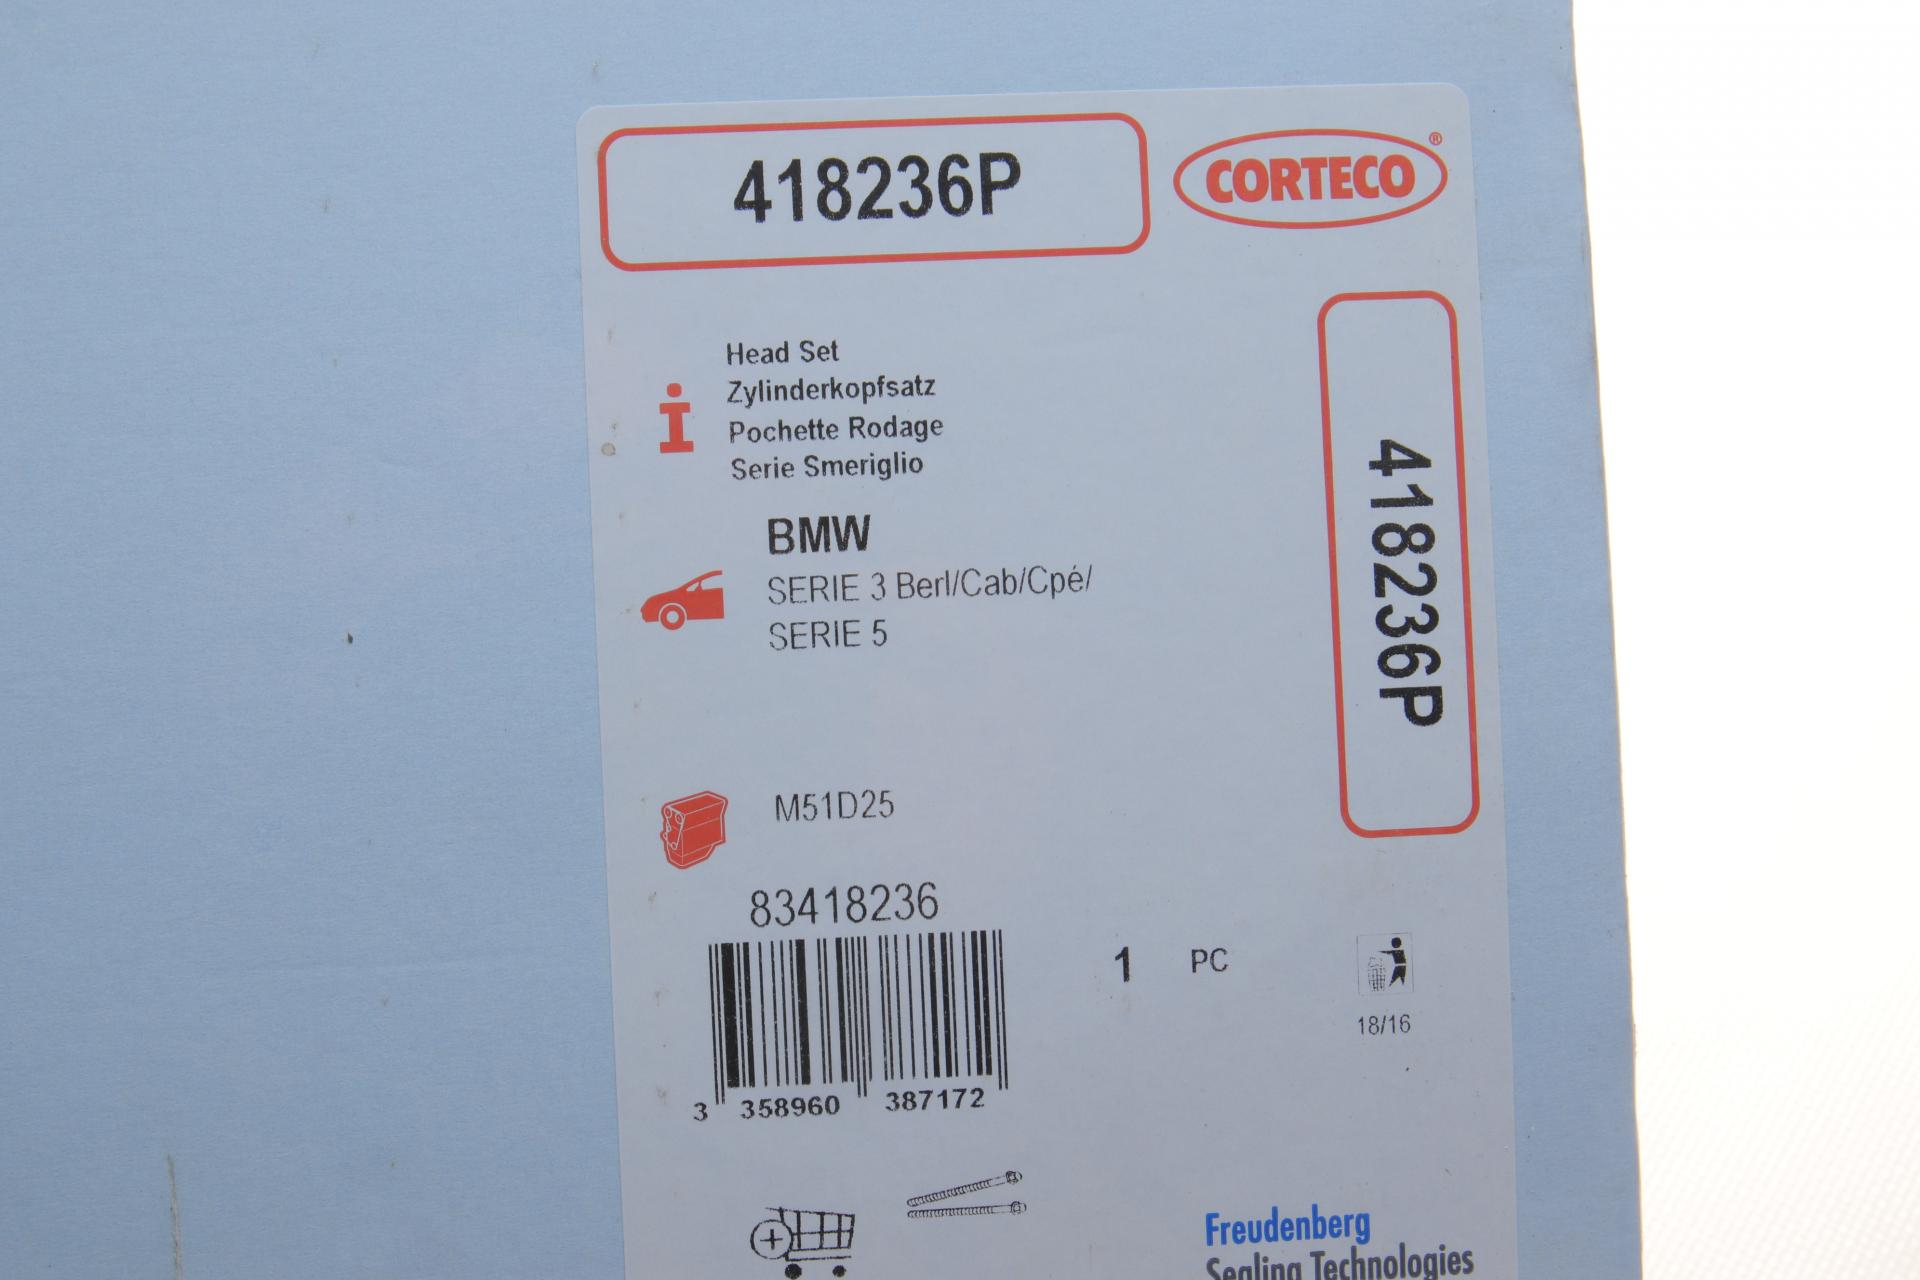 418236P
CORTECO®
Head Set
Zylinderkopfsatz
Pochette Rodage
Serie Smeriglio
418236P
BMW
SERIE 3 Berl/Cab/Cpé/
SERIE 5
M51D25
83418236
1 PC
18/16
3 358960 387172
Freudenberg
Sealing Technologies